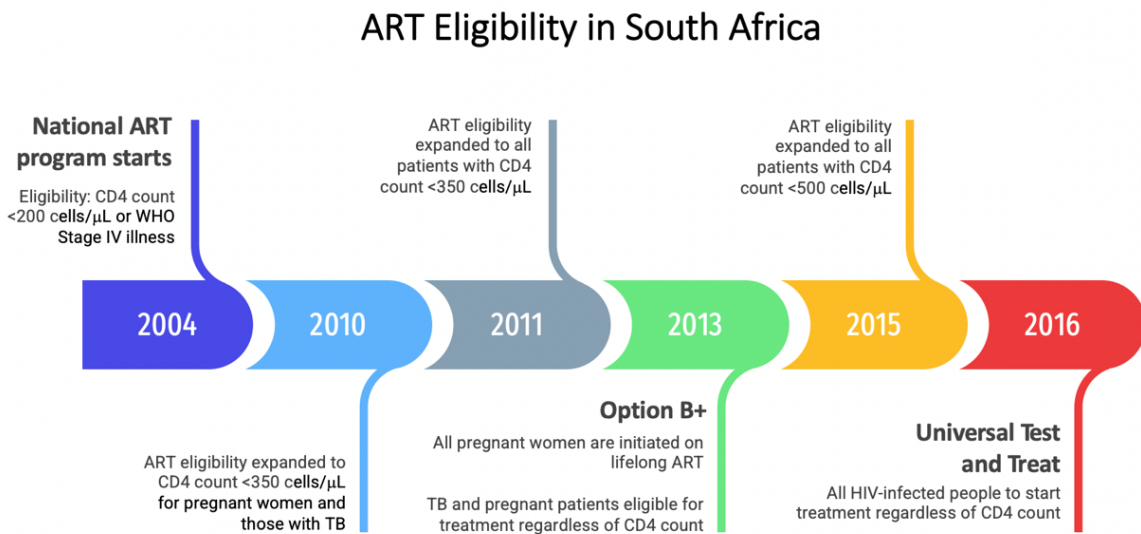 ART Eligibility in South Africa
National ART
program starts
Eligibility: CD4 count
<200 cells/μL or WHO
Stage IV illness
ART eligibility
expanded to all
patients with CD4
count <350 cells/μL
ART eligibility
expanded to all
patients with CD4
count <500 cells/μL
2004
2010
2011
2013
2015
2016
ART eligibility expanded to
CD4 count <350 cells/μL
for pregnant women and
those with TB
Option B+
All pregnant women are initiated on
lifelong ART
TB and pregnant patients eligible for
treatment regardless of CD4 count
Universal Test
and Treat
All HIV-infected people to start
treatment regardless of CD4 count